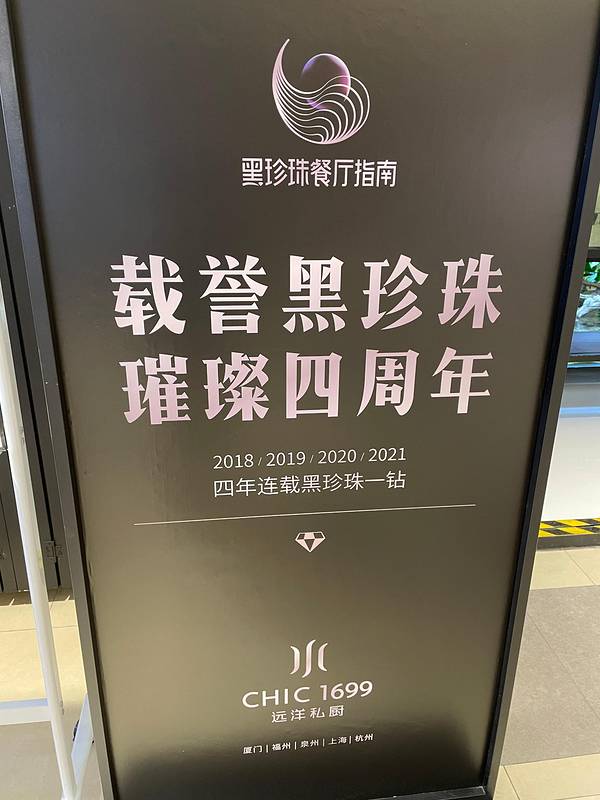 黑珍珠餐厅指南
载誉黑珍珠
璀璨四周年
2018 / 2019 / 2020 / 2021
四年连载黑珍珠一钻
CHIC 1699
远洋私厨
厦门 | 福州 | 泉州 | 上海 | 杭州